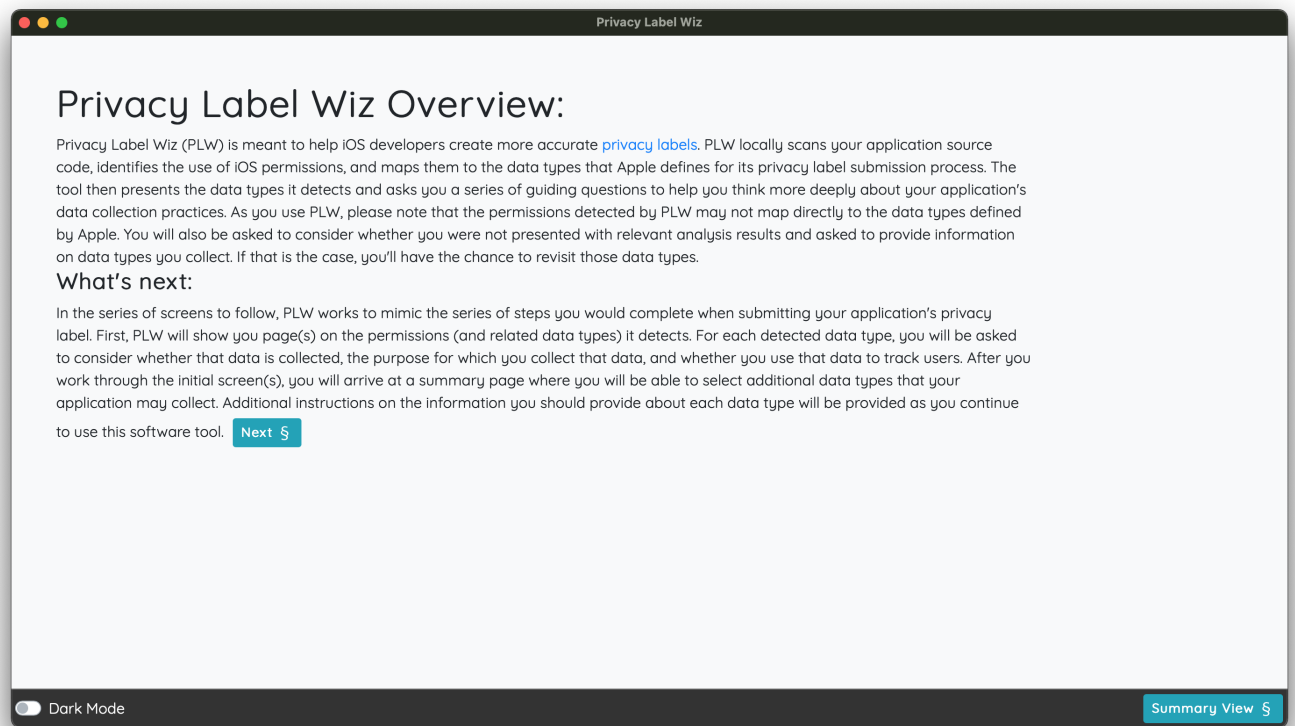 Privacy Label Wiz
Privacy Label Wiz Overview:
Privacy Label Wiz (PLW) is meant to help iOS developers create more accurate privacy labels. PLW locally scans your application source
code, identifies the use of iOS permissions, and maps them to the data types that Apple defines for its privacy label submission process. The
tool then presents the data types it detects and asks you a series of guiding questions to help you think more deeply about your application's
data collection practices. As you use PLW, please note that the permissions detected by PLW may not map directly to the data types defined
by Apple. You will also be asked to consider whether you were not presented with relevant analysis results and asked to provide information
on data types you collect. If that is the case, you'll have the chance to revisit those data types.
What's next:
In the series of screens to follow, PLW works to mimic the series of steps you would complete when submitting your application's privacy
label. First, PLW will show you page(s) on the permissions (and related data types) it detects. For each detected data type, you will be asked
to consider whether that data is collected, the purpose for which you collect that data, and whether you use that data to track users. After you
work through the initial screen(s), you will arrive at a summary page where you will be able to select additional data types that your
application may collect. Additional instructions on the information you should provide about each data type will be provided as you continue
to use this software tool. Next §
Dark Mode
Summary View §